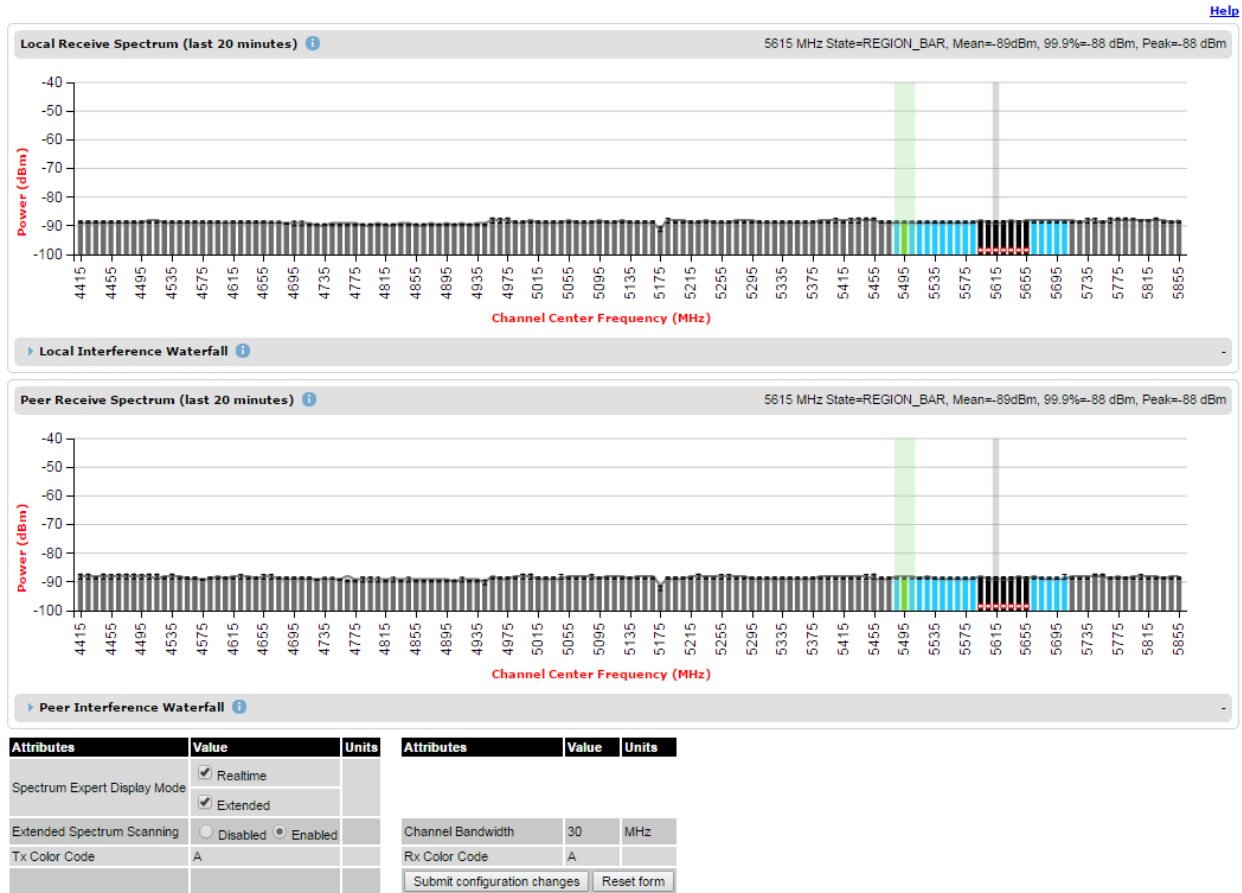 Help
Local Receive Spectrum (last 20 minutes) i 5615 MHz State=REGION_BAR, Mean=-89dBm, 99.9%=-88 dBm, Peak=-88 dBm
Power (dBm)
-40
-50
-60
-70
-80
-90
-100
4415 4455 4495 4535 4575 4615 4655 4695 4735 4775 4815 4855 4895 4935 4975 5015 5055 5095 5135 5175 5215 5255 5295 5335 5375 5415 5455 5495 5535 5575 5615 5655 5695 5735 5775 5815 5855
Channel Center Frequency (MHz)
Local Interference Waterfall i -
Peer Receive Spectrum (last 20 minutes) i 5615 MHz State=REGION_BAR, Mean=-89dBm, 99.9%=-88 dBm, Peak=-88 dBm
Power (dBm)
-40
-50
-60
-70
-80
-90
-100
4415 4455 4495 4535 4575 4615 4655 4695 4735 4775 4815 4855 4895 4935 4975 5015 5055 5095 5135 5175 5215 5255 5295 5335 5375 5415 5455 5495 5535 5575 5615 5655 5695 5735 5775 5815 5855
Channel Center Frequency (MHz)
Peer Interference Waterfall i -
Attributes Value Units Attributes Value Units
Spectrum Expert Display Mode
Realtime
Extended
Extended Spectrum Scanning Disabled Enabled Channel Bandwidth 30 MHz
Tx Color Code A Rx Color Code A
Submit configuration changes Reset form